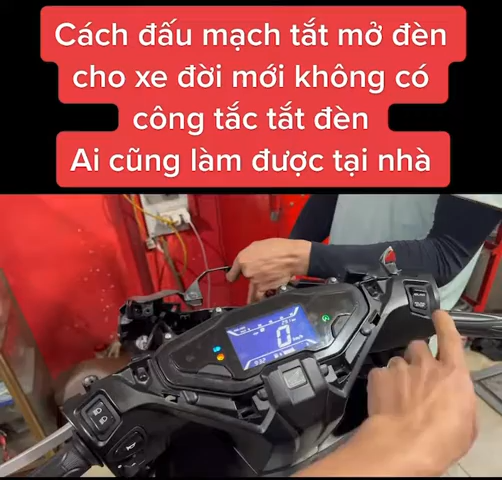 Cách đấu mạch tắt mở đèn
cho xe đời mới không có
công tắc tắt đèn
Ai cũng làm được tại nhà
0
km/h